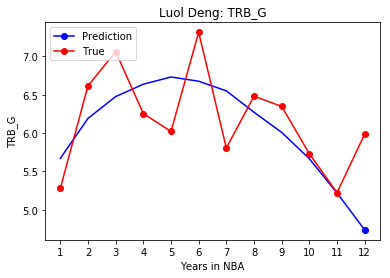 Luol Deng: TRB_G
Prediction
True
TRB_G
7.0
6.5
6.0
5.5
5.0
1 2 3 4 5 6 7 8 9 10 11 12
Years in NBA